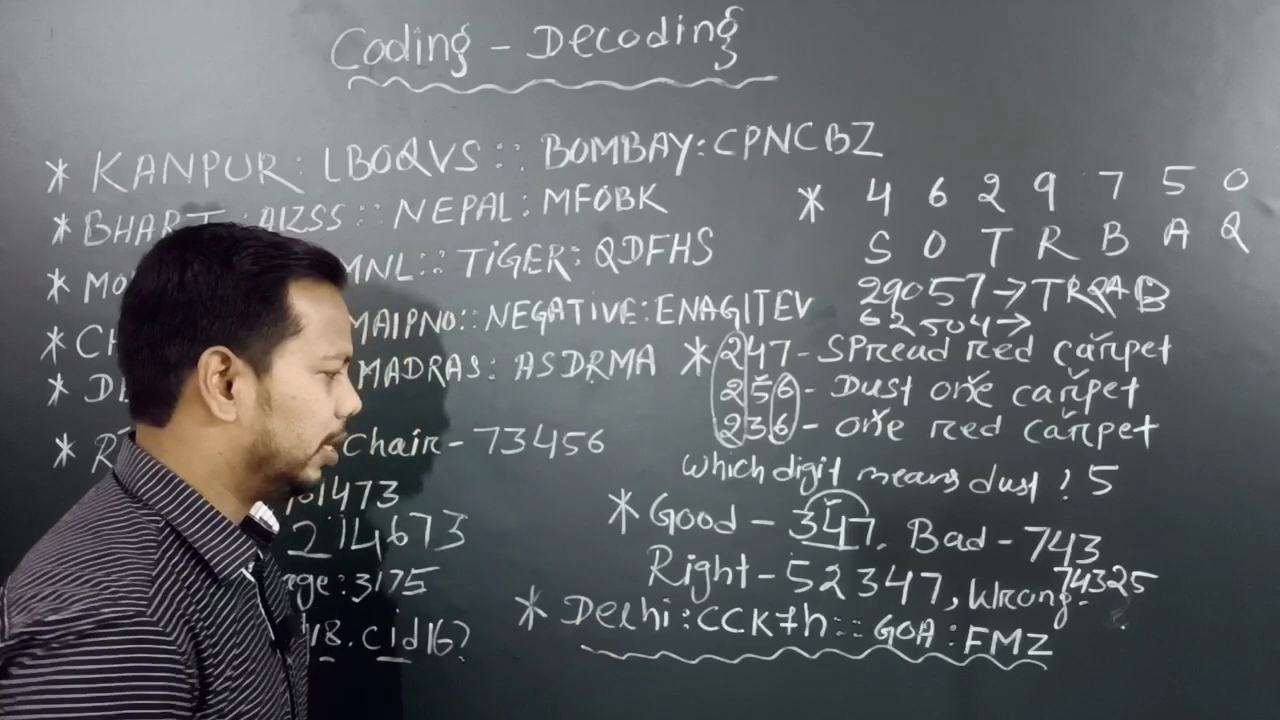 Coding - Decoding
* KANPUR : LBOQVS :: BOMBAY : CPNCBZ
* BHART : AIZSS :: NEPAL : MFOBK
* MO MNL :: TiGER : QDFHS
* CH MAIPNO :: NEGATIVE : ENAGITEV
* DE MADRAS : ASDRMA
* R Chair - 73456
1473
214673
ge : 3175
18. Cid16?
* 4 6 2 9 7 5 0
S O T R B A Q
29057 → TRQAB
62504 →
* 247 - Spread red carpet
256 - Dust one carpet
236 - one red carpet
which digit means dust ? 5
* Good - 347. Bad - 743
Right - 52347, Wrong - 74325
* Delhi : CCK7h :: GOA : FMZ